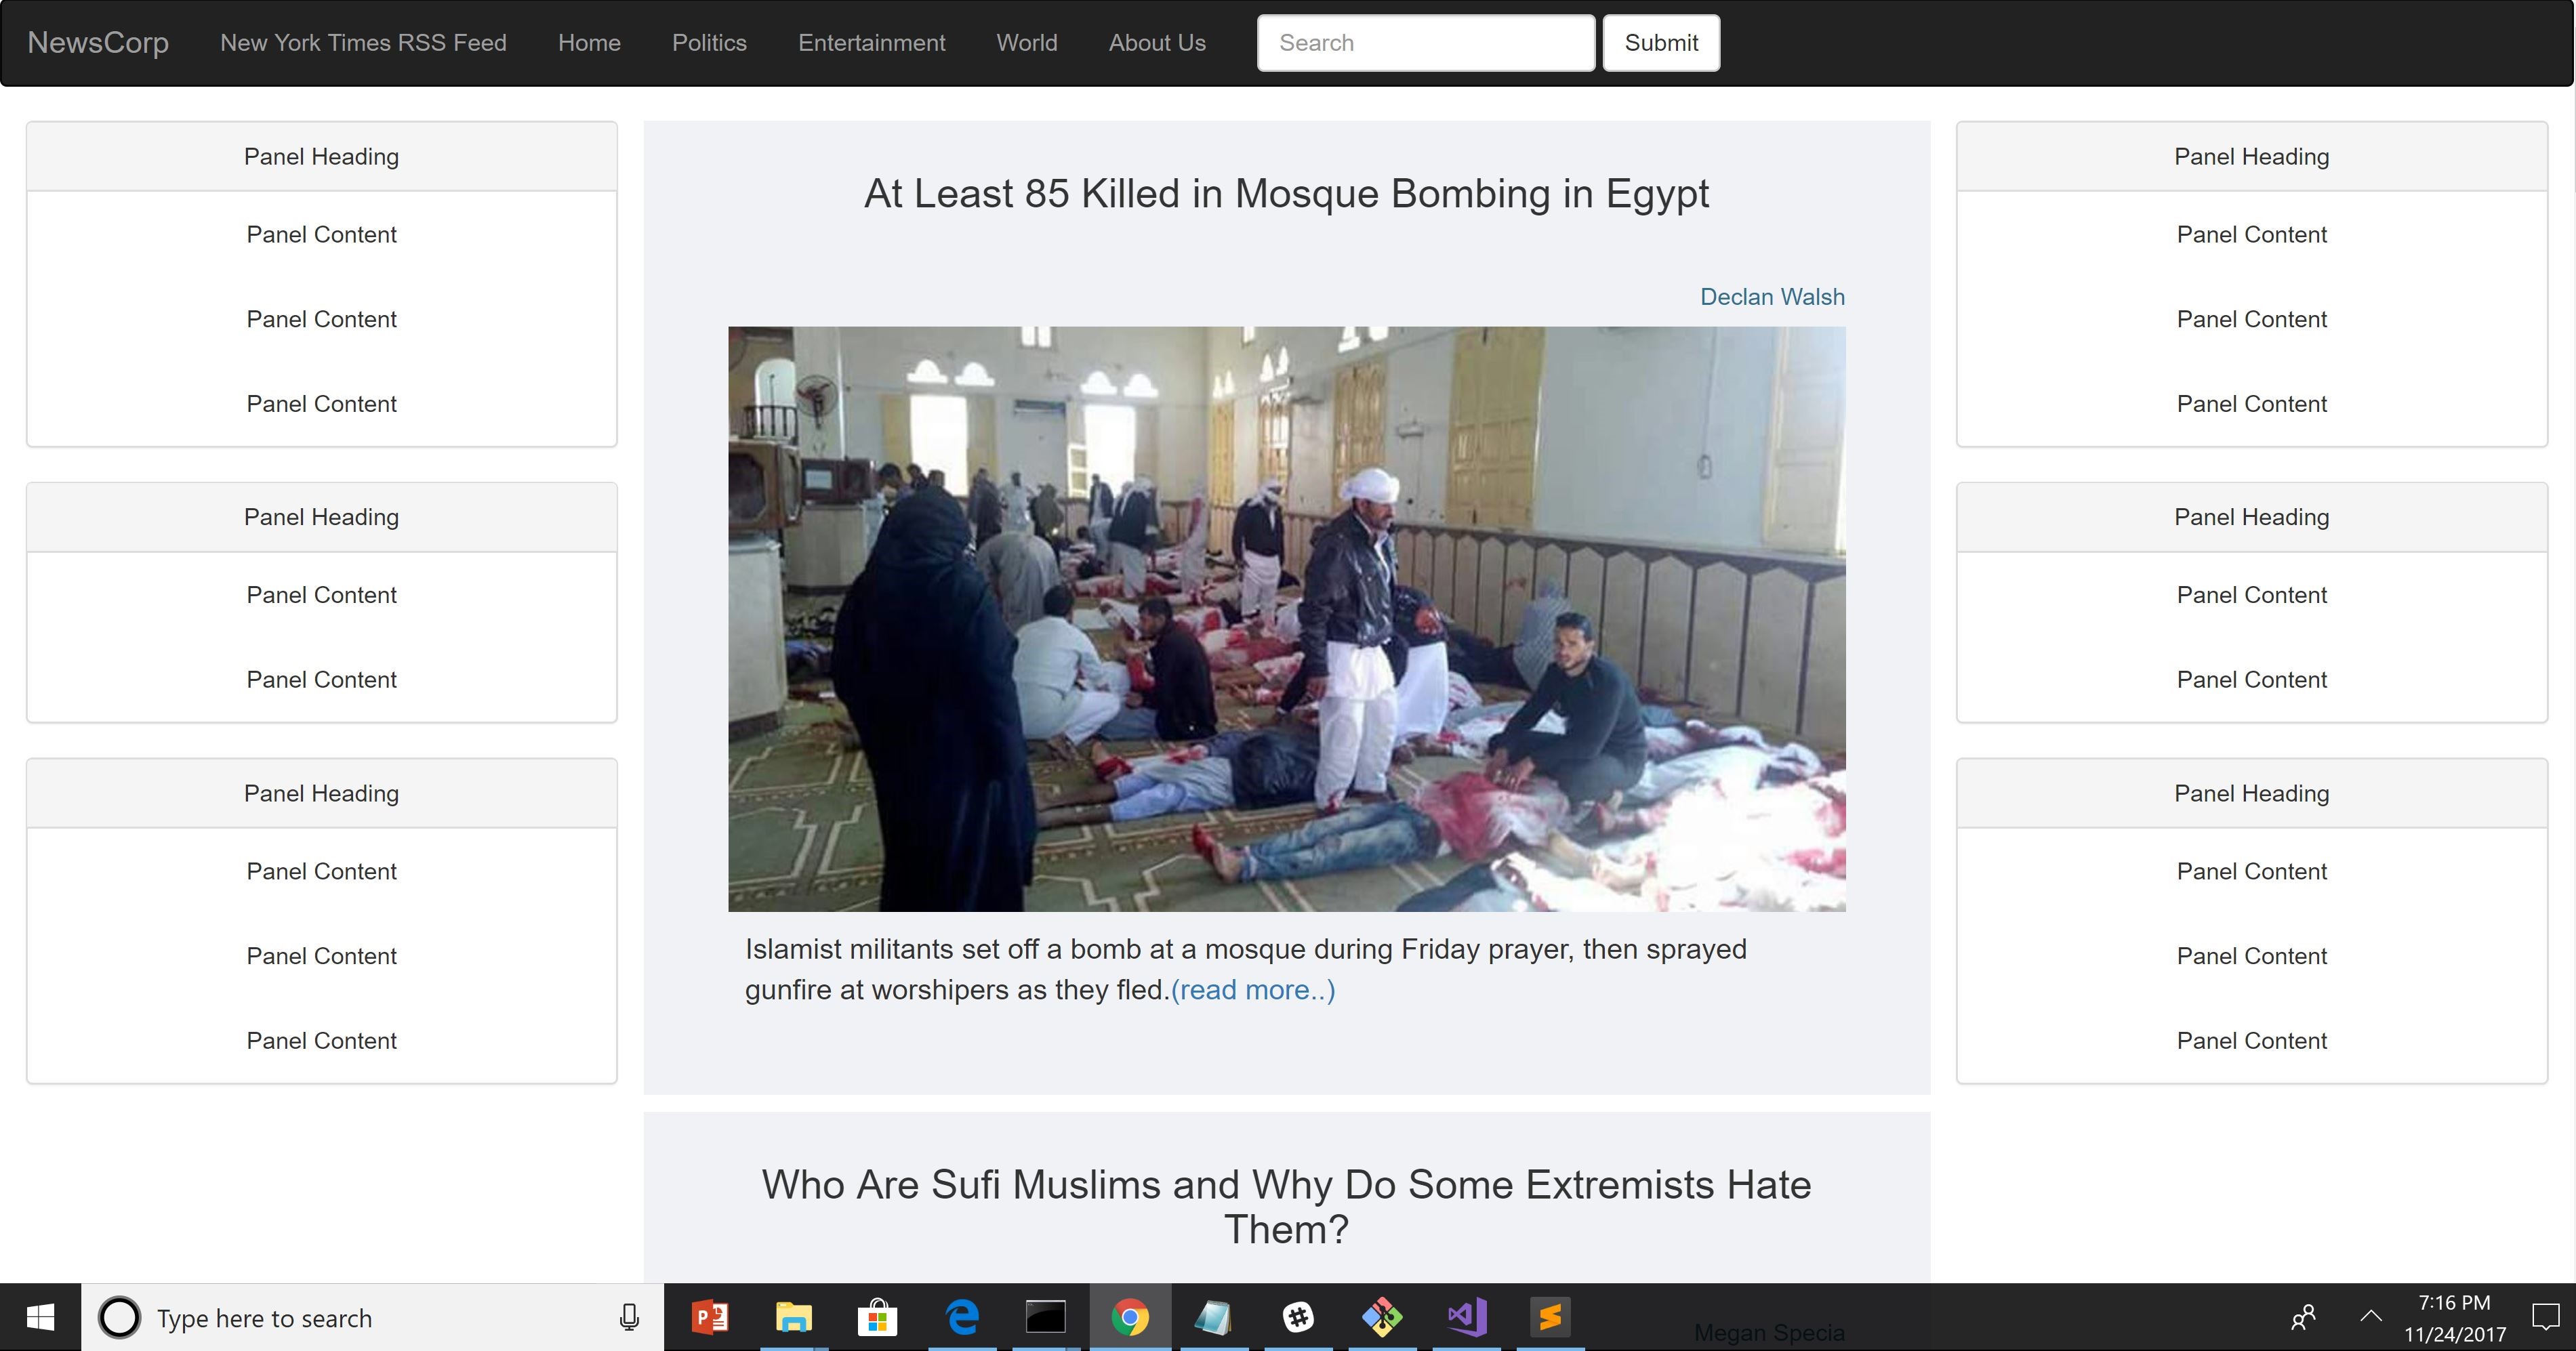 NewsCorp New York Times RSS Feed Home Politics Entertainment World About Us Search Submit
Panel Heading
Panel Content
Panel Content
Panel Content
Panel Heading
Panel Content
Panel Content
Panel Heading
Panel Content
Panel Content
Panel Content
At Least 85 Killed in Mosque Bombing in Egypt
Declan Walsh
Islamist militants set off a bomb at a mosque during Friday prayer, then sprayed
gunfire at worshipers as they fled.(read more..)
Who Are Sufi Muslims and Why Do Some Extremists Hate
Them?
Megan Specia
Panel Heading
Panel Content
Panel Content
Panel Content
Panel Heading
Panel Content
Panel Content
Panel Heading
Panel Content
Panel Content
Panel Content
Type here to search
7:16 PM
11/24/2017